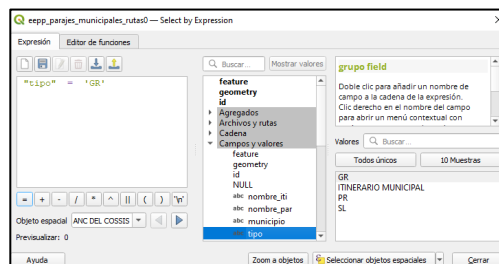 eepp_parajes_municipales_rutas0 — Select by Expression
Expresión Editor de funciones
"tipo" = 'GR'
= + - / * ^ || ( ) '\n'
Objeto espacial ANC DEL COSSIS
Previsualizar: 0
Buscar... Mostrar valores
feature
geometry
id
Agregados
Archivos y rutas
Cadena
Campos y valores
feature
geometry
id
NULL
abc nombre_iti
abc nombre_par
abc municipio
abc tipo
grupo field
Doble clic para añadir un nombre de
campo a la cadena de la expresión.
Clic derecho en el nombre del campo
para abrir un menú contextual con
Valores Buscar...
Todos únicos 10 Muestras
GR
ITINERARIO MUNICIPAL
PR
SL
Ayuda Zoom a objetos Seleccionar objetos espaciales Cerrar